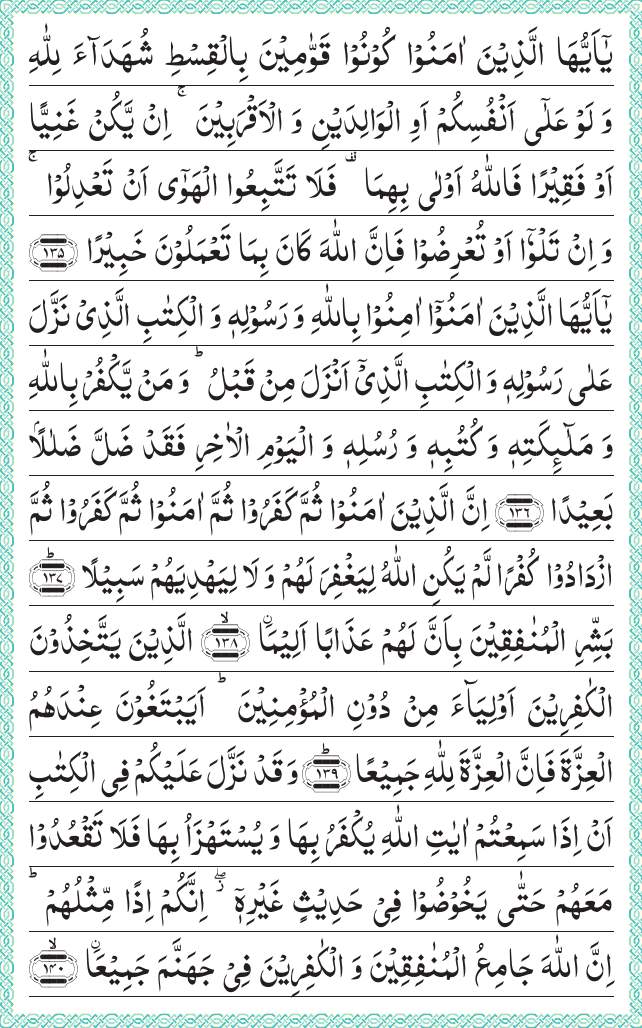 یٰۤاَیُّهَا الَّذِیْنَ اٰمَنُوْا كُوْنُوْا قَوّٰمِیْنَ بِالْقِسْطِ شُهَدَآءَ لِلّٰهِ
وَ لَوْ عَلٰۤى اَنْفُسِكُمْ اَوِ الْوَالِدَیْنِ وَ الْاَقْرَبِیْنَ ۚ اِنْ یَّكُنْ غَنِیًّا
اَوْ فَقِیْرًا فَاللّٰهُ اَوْلٰى بِهِمَا ۫ فَلَا تَتَّبِعُوا الْهَوٰۤى اَنْ تَعْدِلُوْا ۚ
وَ اِنْ تَلْوٗۤا اَوْ تُعْرِضُوْا فَاِنَّ اللّٰهَ كَانَ بِمَا تَعْمَلُوْنَ خَبِیْرًا ﴿۱۳۵﴾
یٰۤاَیُّهَا الَّذِیْنَ اٰمَنُوْۤا اٰمِنُوْا بِاللّٰهِ وَ رَسُوْلِهٖ وَ الْكِتٰبِ الَّذِیْ نَزَّلَ
عَلٰى رَسُوْلِهٖ وَ الْكِتٰبِ الَّذِیْۤ اَنْزَلَ مِنْ قَبْلُ ؕ وَ مَنْ یَّكْفُرْ بِاللّٰهِ
وَ مَلٰٓىِٕكَتِهٖ وَ كُتُبِهٖ وَ رُسُلِهٖ وَ الْیَوْمِ الْاٰخِرِ فَقَدْ ضَلَّ ضَلٰلًۢا
بَعِیْدًا ﴿۱۳۶﴾ اِنَّ الَّذِیْنَ اٰمَنُوْا ثُمَّ كَفَرُوْا ثُمَّ اٰمَنُوْا ثُمَّ كَفَرُوْا ثُمَّ
ازْدَادُوْا كُفْرًا لَّمْ یَكُنِ اللّٰهُ لِیَغْفِرَ لَهُمْ وَ لَا لِیَهْدِیَهُمْ سَبِیْلًا ﴿۱۳۷﴾ؕ
بَشِّرِ الْمُنٰفِقِیْنَ بِاَنَّ لَهُمْ عَذَابًا اَلِیْمَاۙ ﴿۱۳۸﴾ الَّذِیْنَ یَتَّخِذُوْنَ
الْكٰفِرِیْنَ اَوْلِیَآءَ مِنْ دُوْنِ الْمُؤْمِنِیْنَ ؕ اَیَبْتَغُوْنَ عِنْدَهُمُ
الْعِزَّةَ فَاِنَّ الْعِزَّةَ لِلّٰهِ جَمِیْعًا ﴿۱۳۹﴾ؕ وَ قَدْ نَزَّلَ عَلَیْكُمْ فِی الْكِتٰبِ
اَنْ اِذَا سَمِعْتُمْ اٰیٰتِ اللّٰهِ یُكْفَرُ بِهَا وَ یُسْتَهْزَاُ بِهَا فَلَا تَقْعُدُوْا
مَعَهُمْ حَتّٰى یَخُوْضُوْا فِیْ حَدِیْثٍ غَیْرِهٖۤ ۖ اِنَّكُمْ اِذًا مِّثْلُهُمْ ؕ
اِنَّ اللّٰهَ جَامِعُ الْمُنٰفِقِیْنَ وَ الْكٰفِرِیْنَ فِیْ جَهَنَّمَ جَمِیْعَاۙ ﴿۱۴۰﴾